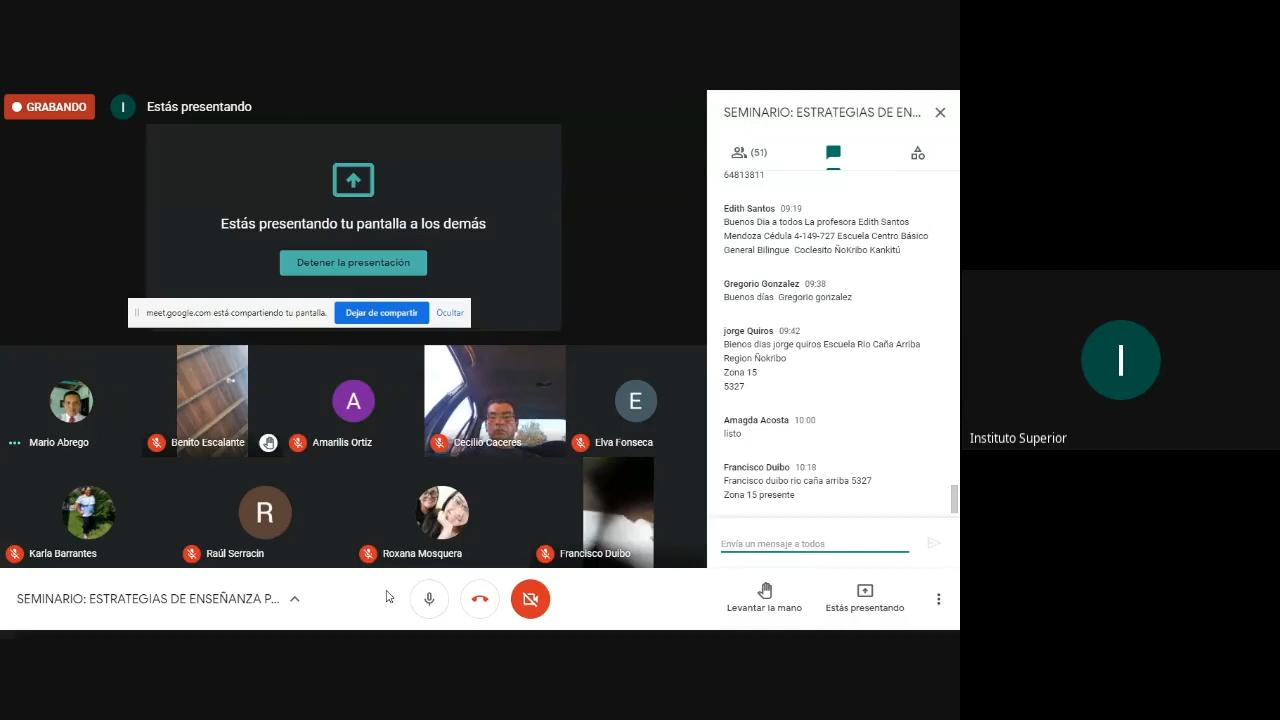 GRABANDO
I
Estás presentando
Estás presentando tu pantalla a los demás
Detener la presentación
meet.google.com está compartiendo tu pantalla.
Dejar de compartir
Ocultar
Mario Abrego
Benito Escalante
A
Amarilis Ortiz
Cecilio Caceres
E
Elva Fonseca
Karla Barrantes
R
Raúl Serracin
Roxana Mosquera
Francisco Duibo
SEMINARIO: ESTRATEGIAS DE ENSEÑANZA P...
SEMINARIO: ESTRATEGIAS DE EN...
(51)
64813811
Edith Santos 09:19
Buenos Dia a todos La profesora Edith Santos
Mendoza Cédula 4-149-727 Escuela Centro Básico
General Bilingue Coclesito ÑoKribo Kankitú
Gregorio Gonzalez 09:38
Buenos días Gregorio gonzalez
jorge Quiros 09:42
Bienos dias jorge quiros Escuela Rio Caña Arriba
Region Ñokribo
Zona 15
5327
Amagda Acosta 10:00
listo
Francisco Duibo 10:18
Francisco duibo rio caña arriba 5327
Zona 15 presente
Envía un mensaje a todos
Levantar la mano
Estás presentando
I
Instituto Superior